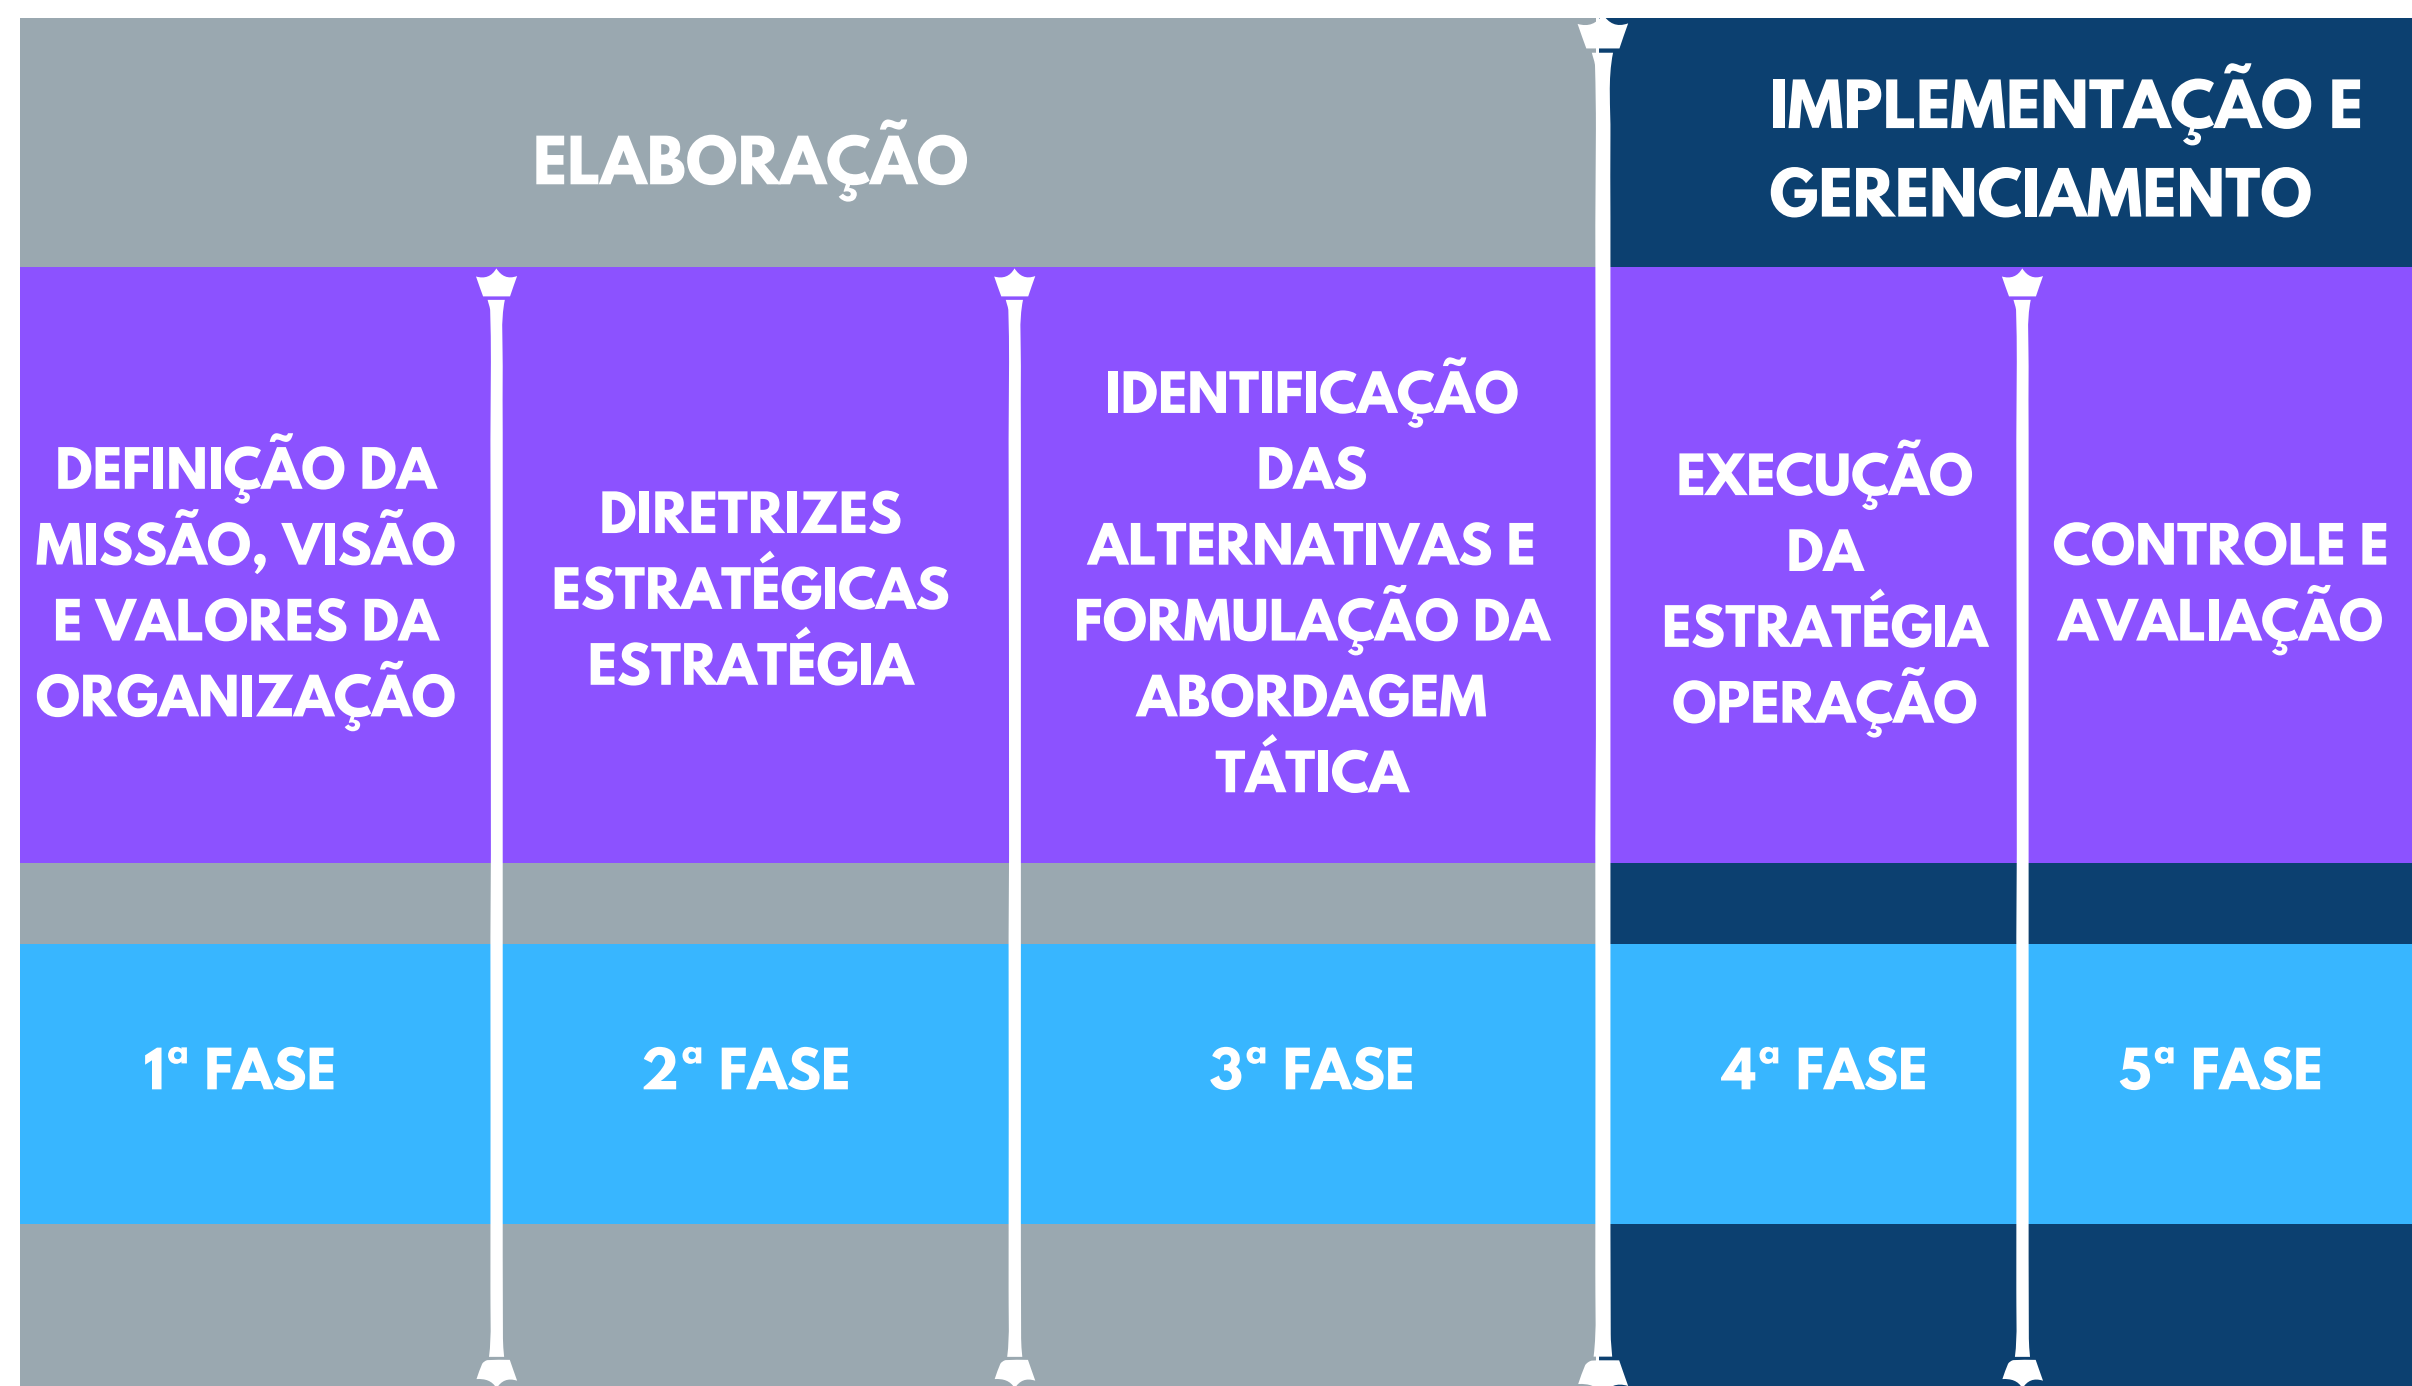 ELABORAÇÃO
IMPLEMENTAÇÃO E
GERENCIAMENTO
DEFINIÇÃO DA
MISSÃO, VISÃO
E VALORES DA
ORGANIZAÇÃO
DIRETRIZES
ESTRATÉGICAS
ESTRATÉGIA
IDENTIFICAÇÃO
DAS
ALTERNATIVAS E
FORMULAÇÃO DA
ABORDAGEM
TÁTICA
EXECUÇÃO
DA
ESTRATÉGIA
OPERAÇÃO
CONTROLE E
AVALIAÇÃO
1ª FASE
2ª FASE
3ª FASE
4ª FASE
5ª FASE